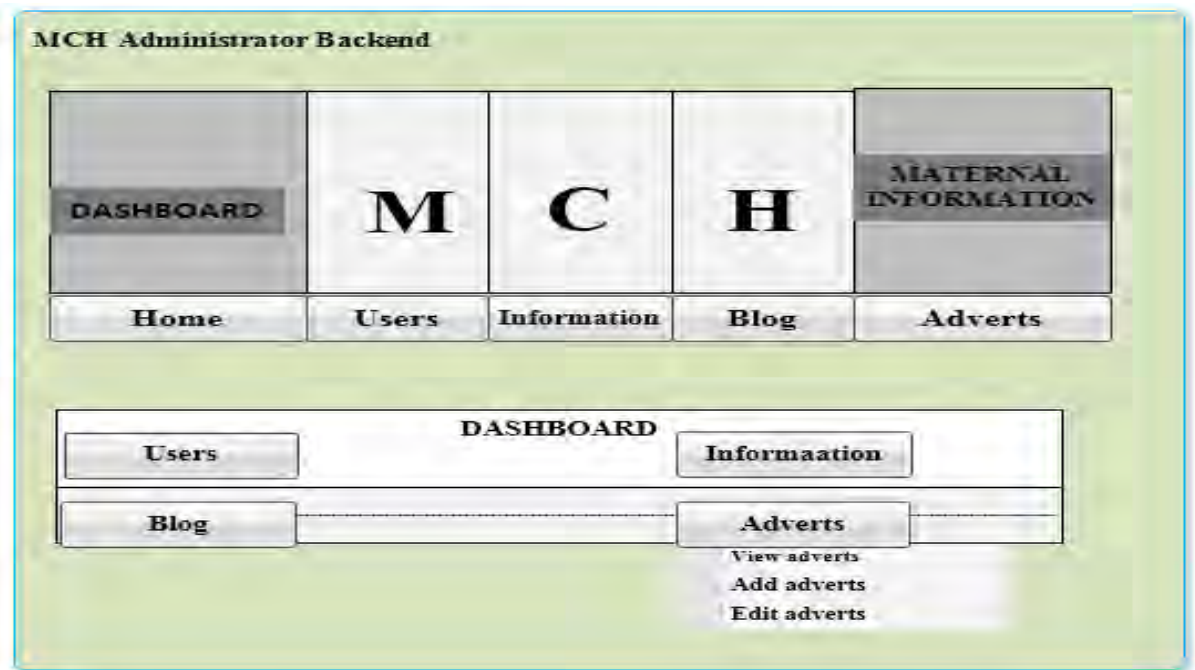 MCH Administrator Backend
DASHBOARD
M C H
MATERNAL
INFORMATION
Home Users Information Blog Adverts
DASHBOARD
Users Informaation
Blog Adverts
View adverts
Add adverts
Edit adverts